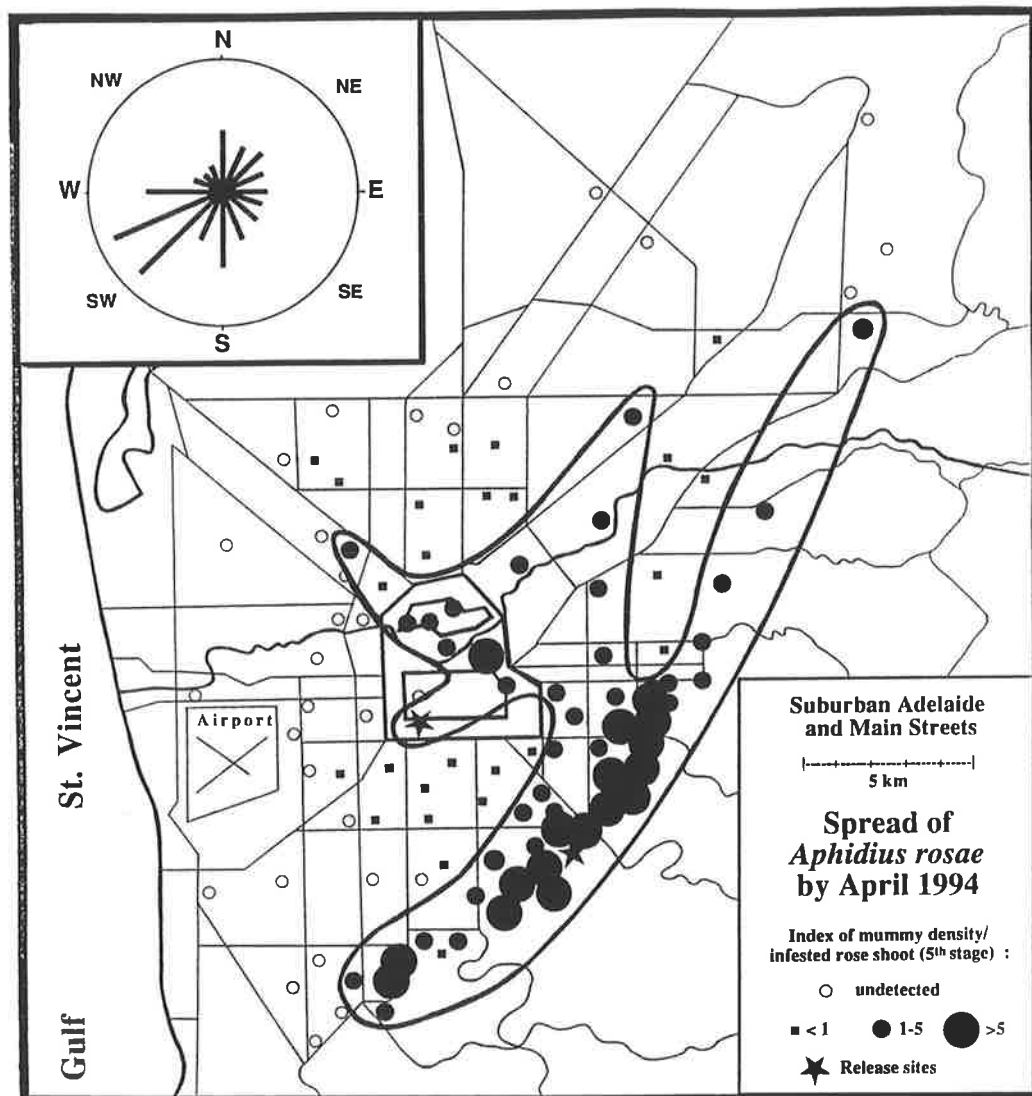 N
NW
NE
W
E
SW
SE
S
St. Vincent
Gulf
Airport
Suburban Adelaide
and Main Streets
5 km
Spread of
Aphidius rosae
by April 1994
Index of mummy density/
infested rose shoot (5th stage) :
undetected
< 1
1-5
>5
Release sites